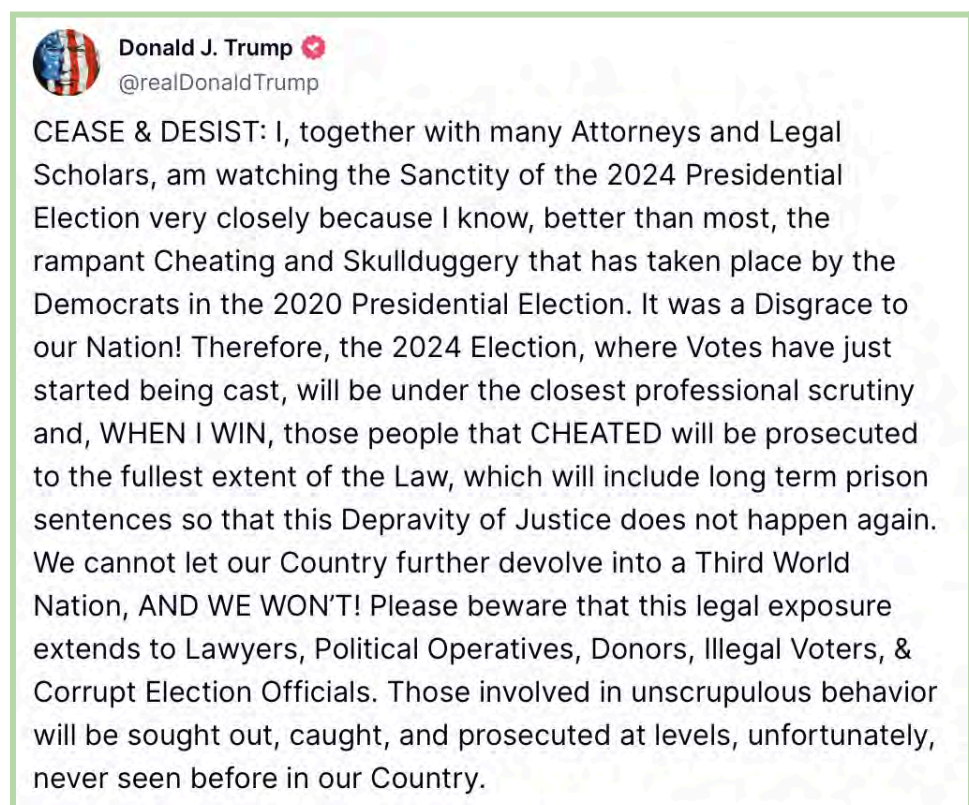 Donald J. Trump
@realDonaldTrump
CEASE & DESIST: I, together with many Attorneys and Legal
Scholars, am watching the Sanctity of the 2024 Presidential
Election very closely because I know, better than most, the
rampant Cheating and Skullduggery that has taken place by the
Democrats in the 2020 Presidential Election. It was a Disgrace to
our Nation! Therefore, the 2024 Election, where Votes have just
started being cast, will be under the closest professional scrutiny
and, WHEN I WIN, those people that CHEATED will be prosecuted
to the fullest extent of the Law, which will include long term prison
sentences so that this Depravity of Justice does not happen again.
We cannot let our Country further devolve into a Third World
Nation, AND WE WON’T! Please beware that this legal exposure
extends to Lawyers, Political Operatives, Donors, Illegal Voters, &
Corrupt Election Officials. Those involved in unscrupulous behavior
will be sought out, caught, and prosecuted at levels, unfortunately,
never seen before in our Country.